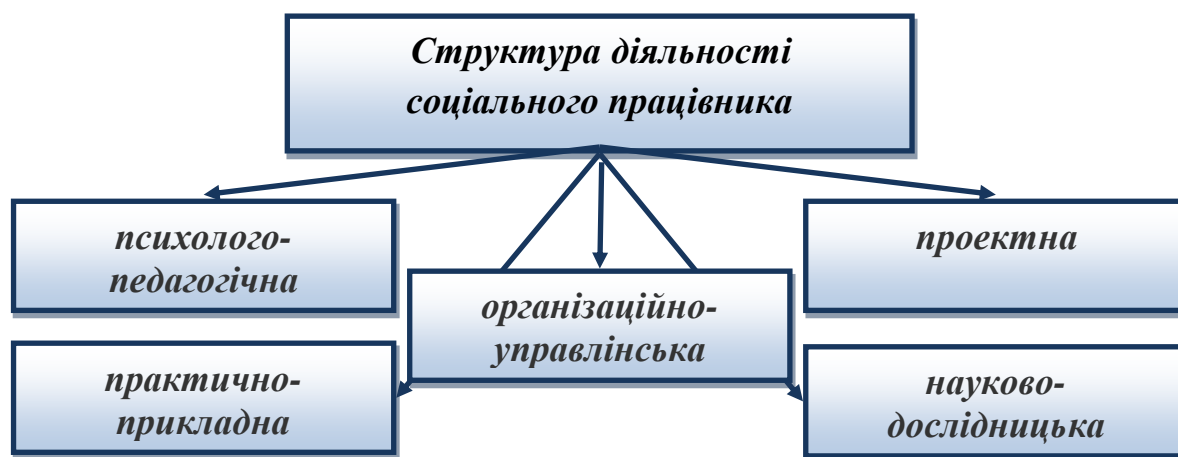 Структура діяльності
соціального працівника
психолого-
педагогічна
проектна
організаційно-
управлінська
практично-
прикладна
науково-
дослідницька